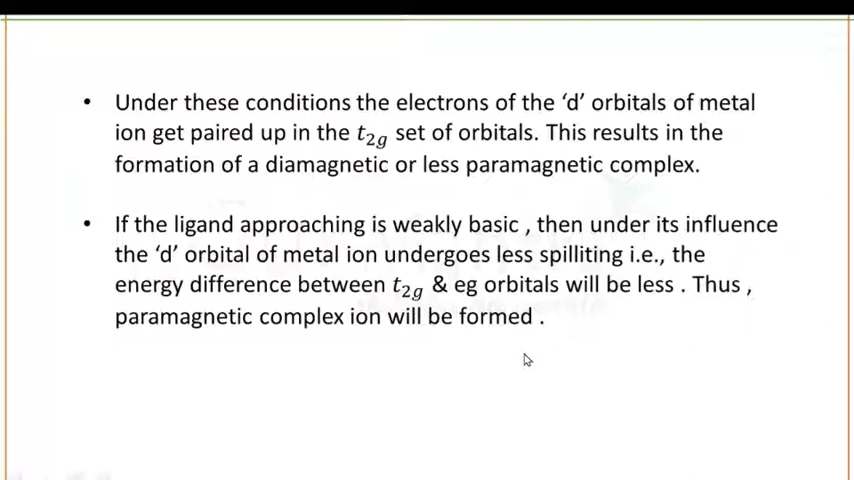 • Under these conditions the electrons of the ‘d’ orbitals of metal
ion get paired up in the t₂g set of orbitals. This results in the
formation of a diamagnetic or less paramagnetic complex.
• If the ligand approaching is weakly basic , then under its influence
the ‘d’ orbital of metal ion undergoes less spilliting i.e., the
energy difference between t₂g & eg orbitals will be less . Thus ,
paramagnetic complex ion will be formed .